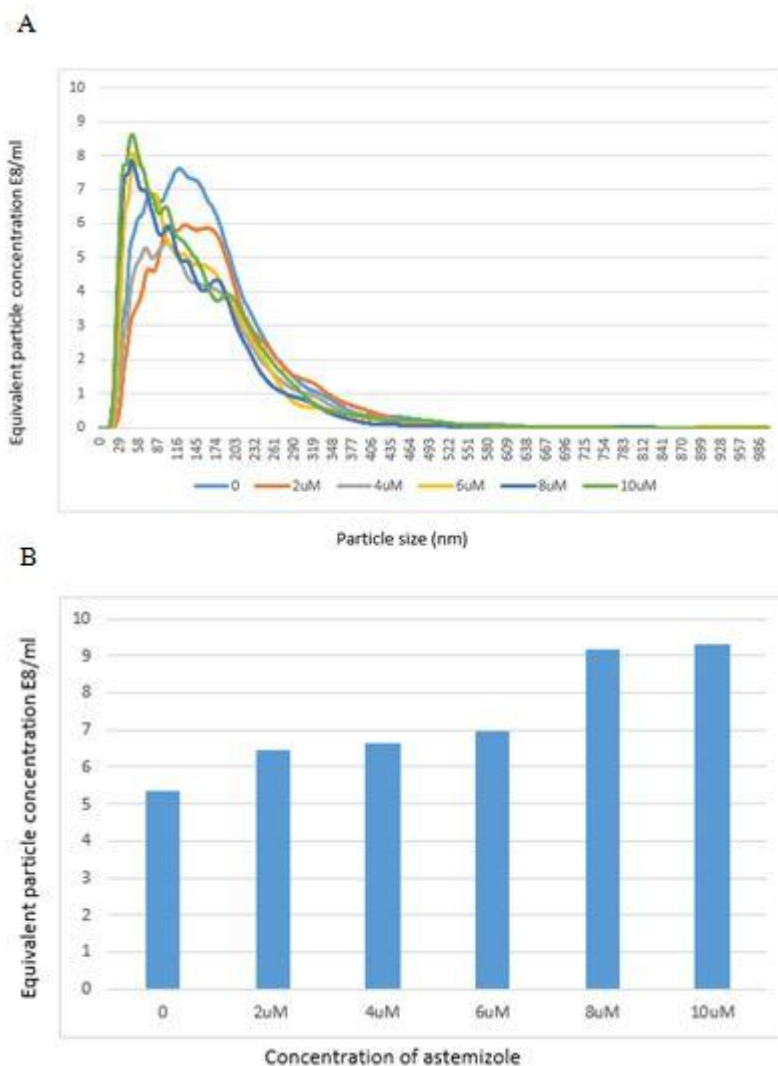 A
Equivalent particle concentration E8/ml
10
9
8
7
6
5
4
3
2
1
0
0 29 58 87 116 145 174 203 232 261 290 319 348 377 406 435 464 493 522 551 580 609 638 667 696 725 754 783 812 841 870 899 928 957 986
0 2uM 4uM 6uM 8uM 10uM
Particle size (nm)
B
Equivalent particle concentration E8/ml
10
9
8
7
6
5
4
3
2
1
0
0 2uM 4uM 6uM 8uM 10uM
Concentration of astemizole